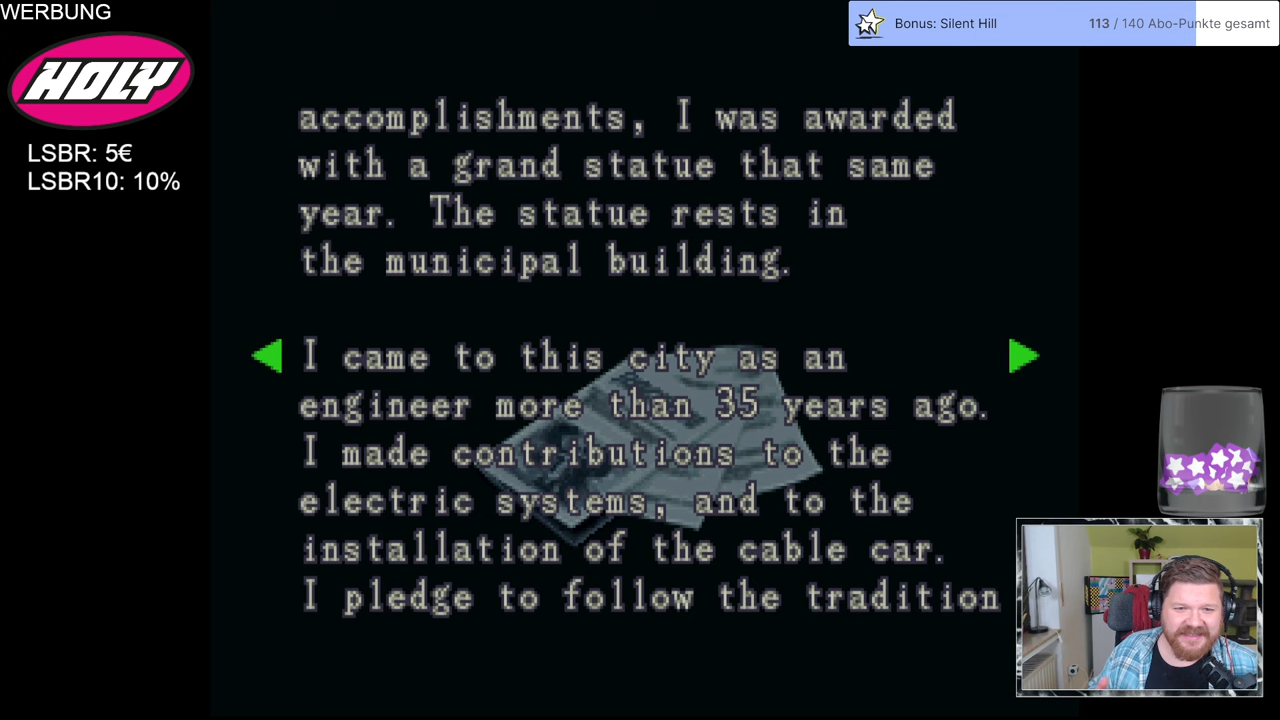 WERBUNG
HOLY
LSBR: 5€
LSBR10: 10%
Bonus: Silent Hill
113 / 140 Abo-Punkte gesamt
accomplishments, I was awarded
with a grand statue that same
year. The statue rests in
the municipal building.
I came to this city as an
engineer more than 35 years ago.
I made contributions to the
electric systems, and to the
installation of the cable car.
I pledge to follow the tradition